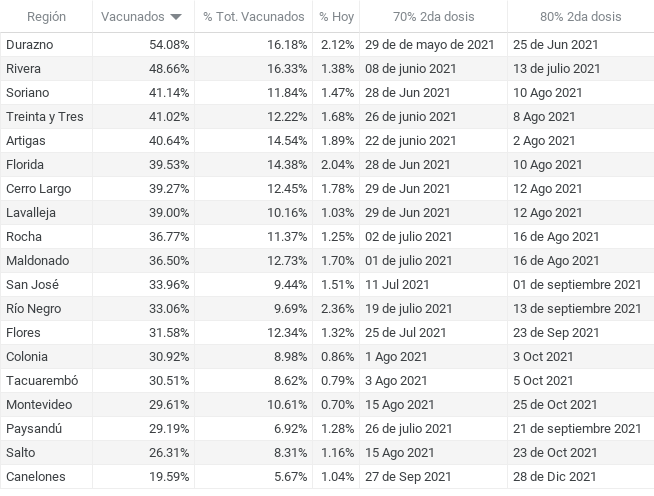 Región Vacunados % Tot. Vacunados % Hoy 70% 2da dosis 80% 2da dosis
Durazno 54.08% 16.18% 2.12% 29 de de mayo de 2021 25 de Jun 2021
Rivera 48.66% 16.33% 1.38% 08 de junio 2021 13 de julio 2021
Soriano 41.14% 11.84% 1.47% 28 de Jun 2021 10 Ago 2021
Treinta y Tres 41.02% 12.22% 1.68% 26 de junio 2021 8 Ago 2021
Artigas 40.64% 14.54% 1.89% 22 de junio 2021 2 Ago 2021
Florida 39.53% 14.38% 2.04% 28 de Jun 2021 10 Ago 2021
Cerro Largo 39.27% 12.45% 1.78% 29 de Jun 2021 12 Ago 2021
Lavalleja 39.00% 10.16% 1.03% 29 de Jun 2021 12 Ago 2021
Rocha 36.77% 11.37% 1.25% 02 de julio 2021 16 de Ago 2021
Maldonado 36.50% 12.73% 1.70% 01 de julio 2021 16 de Ago 2021
San José 33.96% 9.44% 1.51% 11 Jul 2021 01 de septiembre 2021
Río Negro 33.06% 9.69% 2.36% 19 de julio 2021 13 de septiembre 2021
Flores 31.58% 12.34% 1.32% 25 de Jul 2021 23 de Sep 2021
Colonia 30.92% 8.98% 0.86% 1 Ago 2021 3 Oct 2021
Tacuarembó 30.51% 8.62% 0.79% 3 Ago 2021 5 Oct 2021
Montevideo 29.61% 10.61% 0.70% 15 Ago 2021 25 de Oct 2021
Paysandú 29.19% 6.92% 1.28% 26 de julio 2021 21 de septiembre 2021
Salto 26.31% 8.31% 1.16% 15 Ago 2021 23 de Oct 2021
Canelones 19.59% 5.67% 1.04% 27 de Sep 2021 28 de Dic 2021